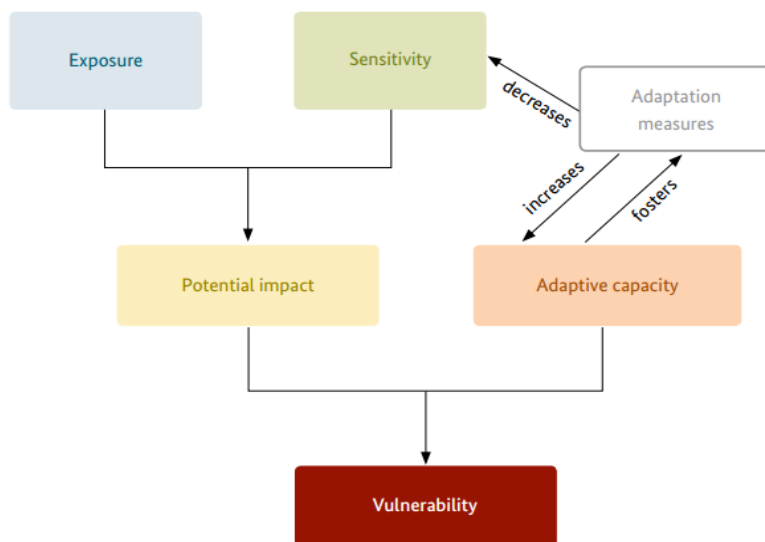 Exposure
Sensitivity
Adaptation
measures
decreases
increases
fosters
Potential impact
Adaptive capacity
Vulnerability